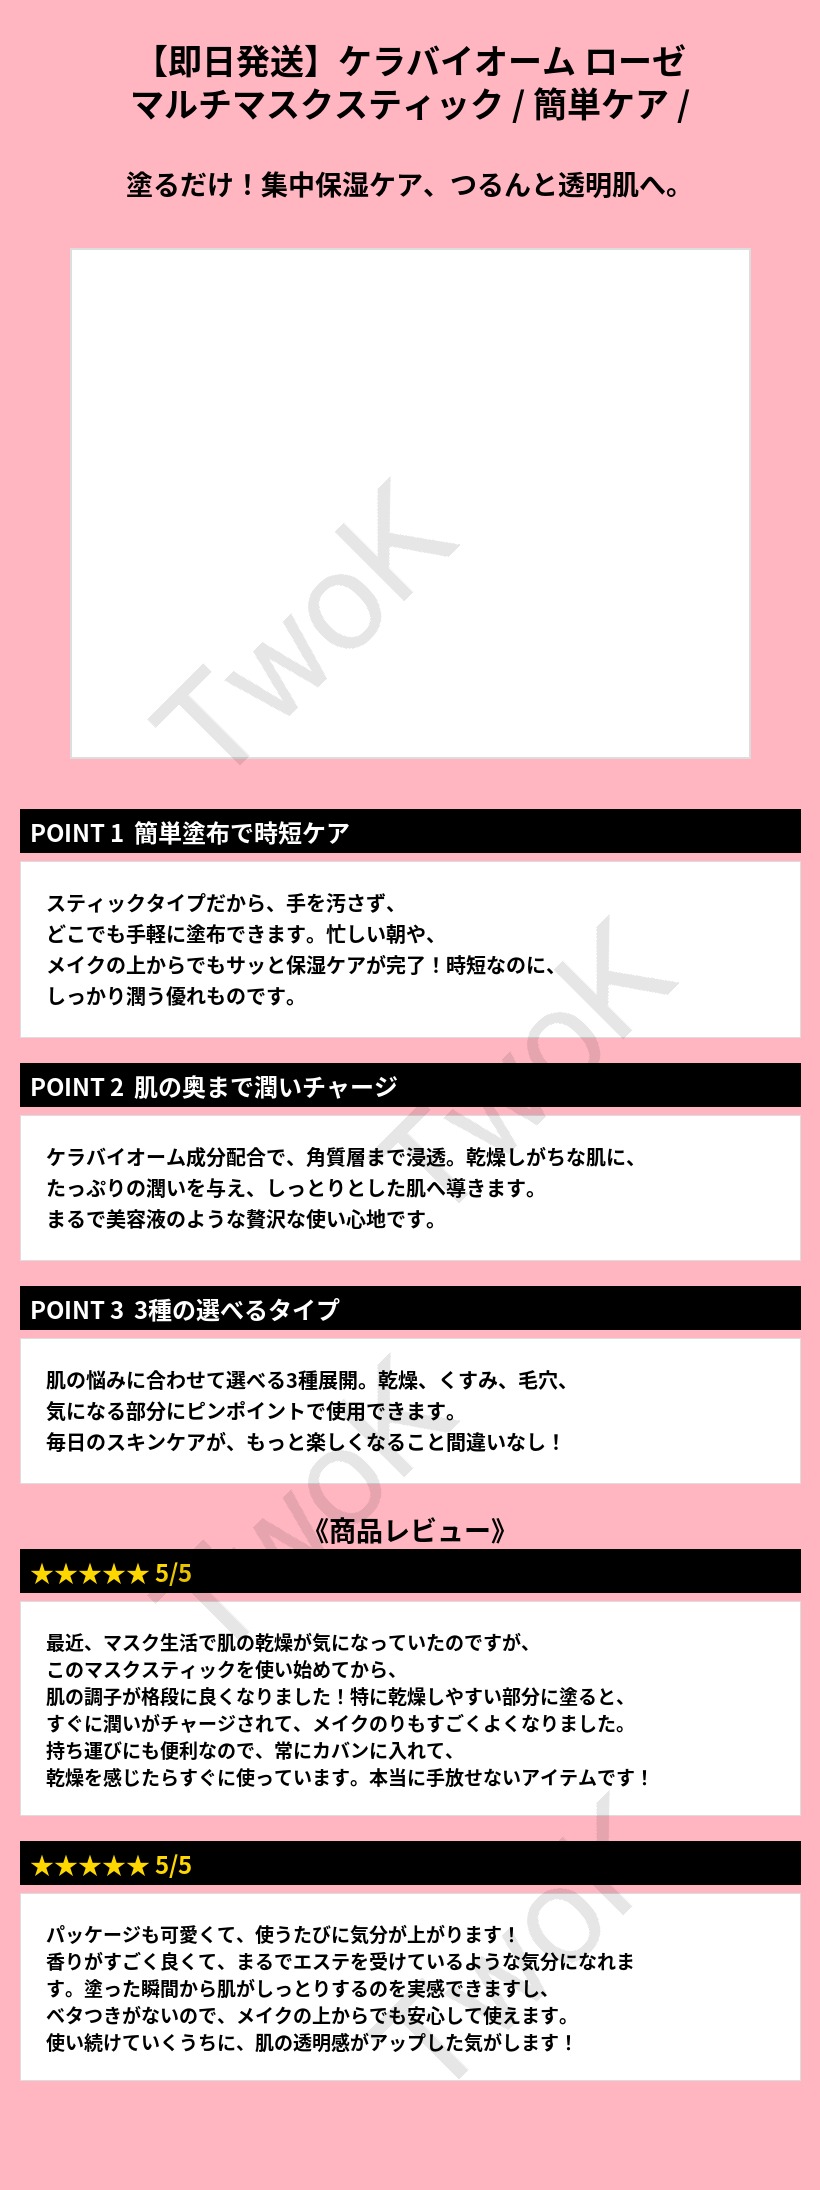 【即日発送】ケラバイオーム ローゼ
マルチマスクスティック / 簡単ケア /
塗るだけ！集中保湿ケア、つるんと透明肌へ。
TwoK
POINT 1 簡単塗布で時短ケア
スティックタイプだから、手を汚さず、
どこでも手軽に塗布できます。忙しい朝や、
メイクの上からでもサッと保湿ケアが完了！時短なのに、
しっかり潤う優れものです。
TwoK
POINT 2 肌の奥まで潤いチャージ
ケラバイオーム成分配合で、角質層まで浸透。乾燥しがちな肌に、
たっぷりの潤いを与え、しっとりとした肌へ導きます。
まるで美容液のような贅沢な使い心地です。
POINT 3 3種の選べるタイプ
肌の悩みに合わせて選べる3種展開。乾燥、くすみ、毛穴、
気になる部分にピンポイントで使用できます。
毎日のスキンケアが、もっと楽しくなること間違いなし！
TwoK
《商品レビュー》
★★★★★ 5/5
最近、マスク生活で肌の乾燥が気になっていたのですが、
このマスクスティックを使い始めてから、
肌の調子が格段に良くなりました！特に乾燥しやすい部分に塗ると、
すぐに潤いがチャージされて、メイクのりもすごくよくなりました。
持ち運びにも便利なので、常にカバンに入れて、
乾燥を感じたらすぐに使っています。本当に手放せないアイテムです！
★★★★★ 5/5
パッケージも可愛くて、使うたびに気分が上がります！
香りがすごく良くて、まるでエステを受けているような気分になれま
す。塗った瞬間から肌がしっとりするのを実感できますし、
ベタつきがないので、メイクの上からでも安心して使えます。
使い続けていくうちに、肌の透明感がアップした気がします！
TwoK